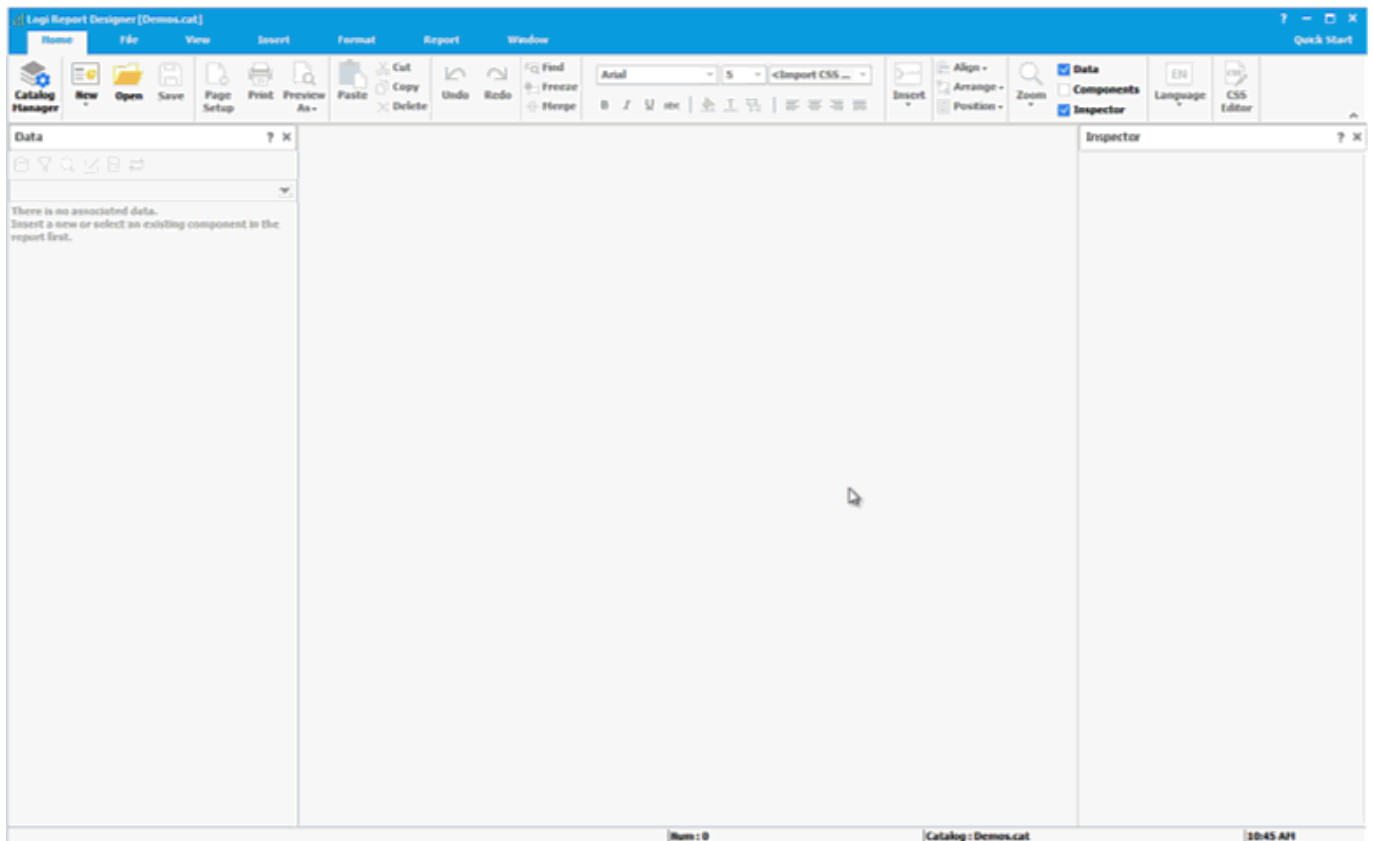 Logi Report Designer [Demos.cat] ?
Home File View Insert Format Report Window Quick Start
Catalog Manager
New
Open
Save
Page Setup
Print
Preview As
Paste
Cut
Copy
Delete
Undo
Redo
Find
Freeze
Merge
Arial 5 <Import CSS ...
B I U abc
Insert
Align
Arrange
Position
Zoom
Data
Components
Inspector
EN
Language
CSS Editor
Data ?
Inspector ?
There is no associated data.
Insert a new or select an existing component in the
report first.
Num : 0 Catalog : Demos.cat 10:45 AM